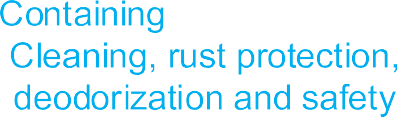 Containing
Cleaning, rust protection,
deodorization and safety